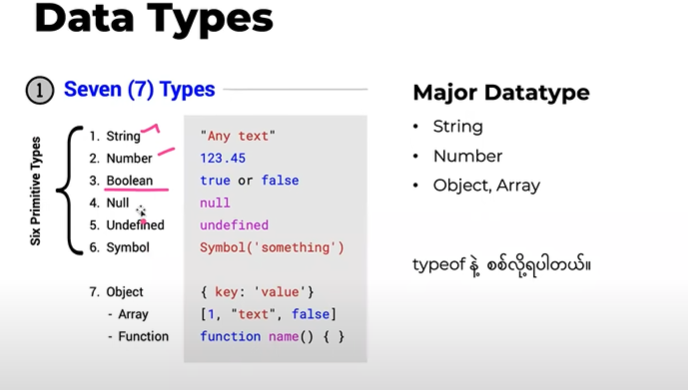 Data Types
1 Seven (7) Types
Six Primitive Types
1. String "Any text"
2. Number 123.45
3. Boolean true or false
4. Null null
5. Undefined undefined
6. Symbol Symbol('something')
7. Object { key: 'value'}
- Array [1, "text", false]
- Function function name() { }
Major Datatype
• String
• Number
• Object, Array
typeof နဲ့ စစ်လို့ရပါတယ်။